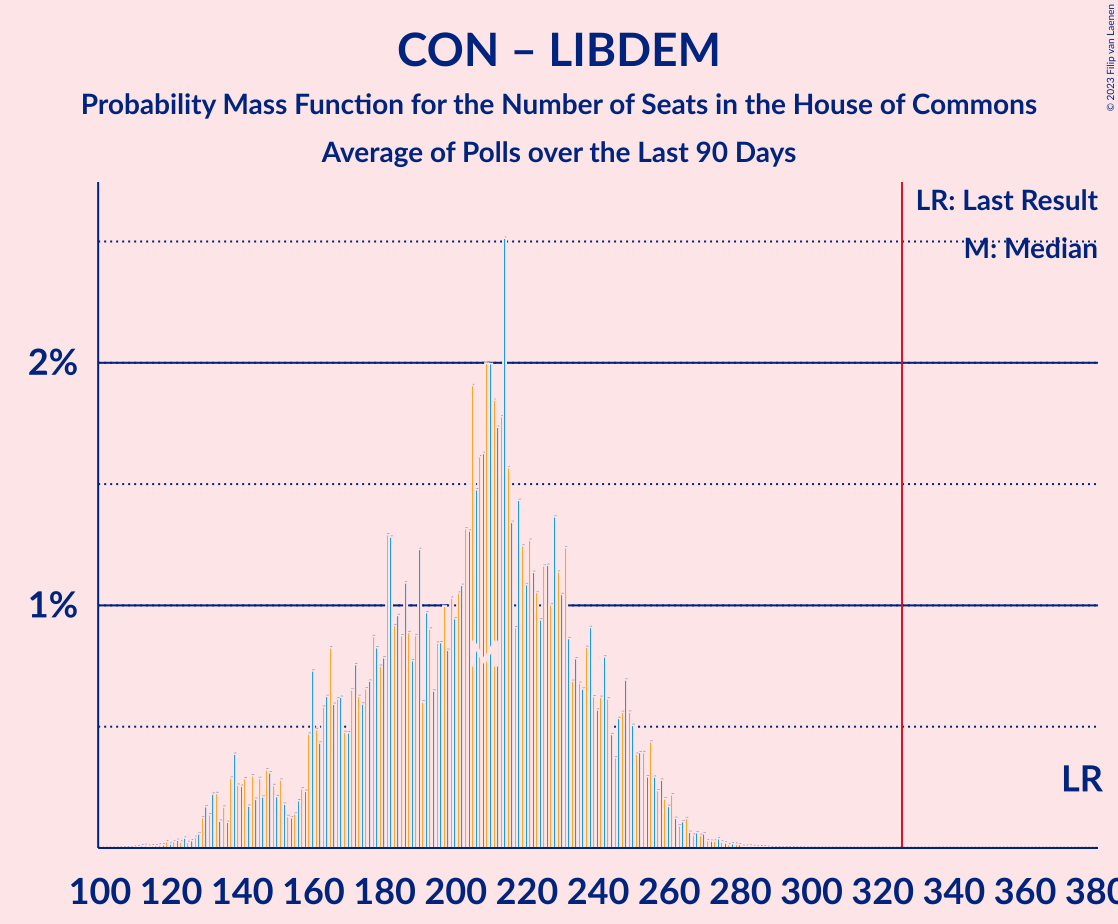 CON – LIBDEM
Probability Mass Function for the Number of Seats in the House of Commons
Average of Polls over the Last 90 Days
© 2023 Filip van Laenen
LR: Last Result
M: Median
2%
1%
LR
100 120 140 160 180 200 220 240 260 280 300 320 340 360 380